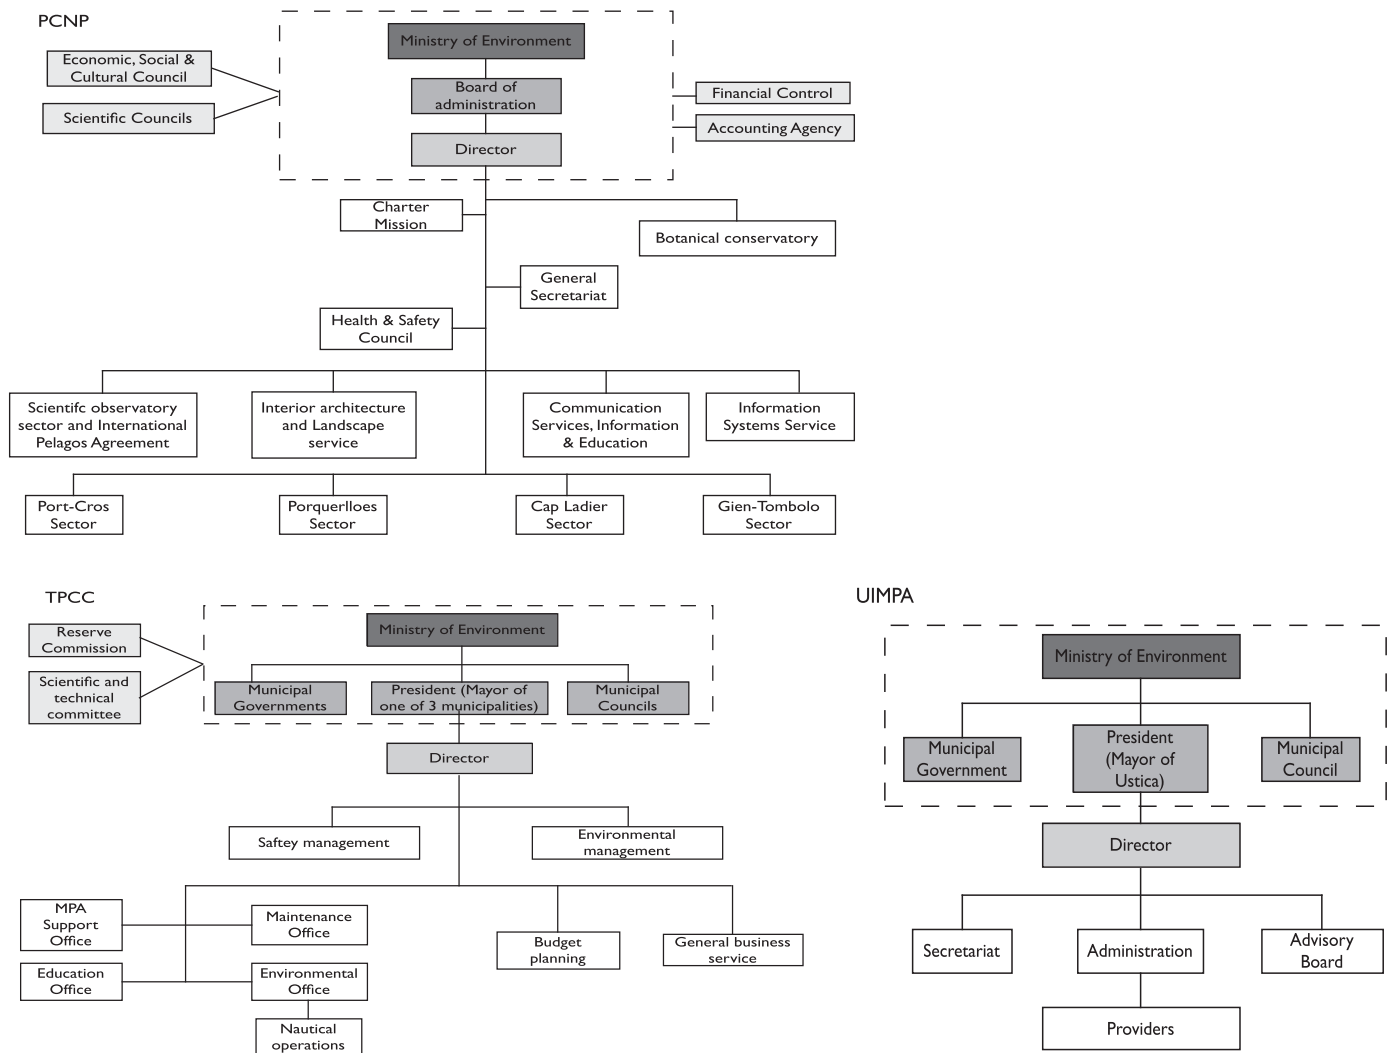 PCNP
Ministry of Environment
Economic, Social &
Cultural Council
Board of
administration
Financial Control
Scientific Councils
Accounting Agency
Director
Charter
Mission
Botanical conservatory
General
Secretariat
Health & Safety
Council
Scientifc observatory
sector and International
Pelagos Agreement
Interior architecture
and Landscape
service
Communication
Services, Information
& Education
Information
Systems Service
Port-Cros
Sector
Porquerlloes
Sector
Cap Ladier
Sector
Gien-Tombolo
Sector
TPCC
Reserve
Commission
Scientific and
technical
committee
Ministry of Environment
Municipal
Governments
President (Mayor of
one of 3 municipalities)
Municipal
Councils
Director
Saftey management
Environmental
management
MPA
Support
Office
Maintenance
Office
Education
Office
Environmental
Office
Budget
planning
General business
service
Nautical
operations
UIMPA
Ministry of Environment
Municipal
Government
President
(Mayor of
Ustica)
Municipal
Council
Director
Secretariat
Administration
Advisory
Board
Providers